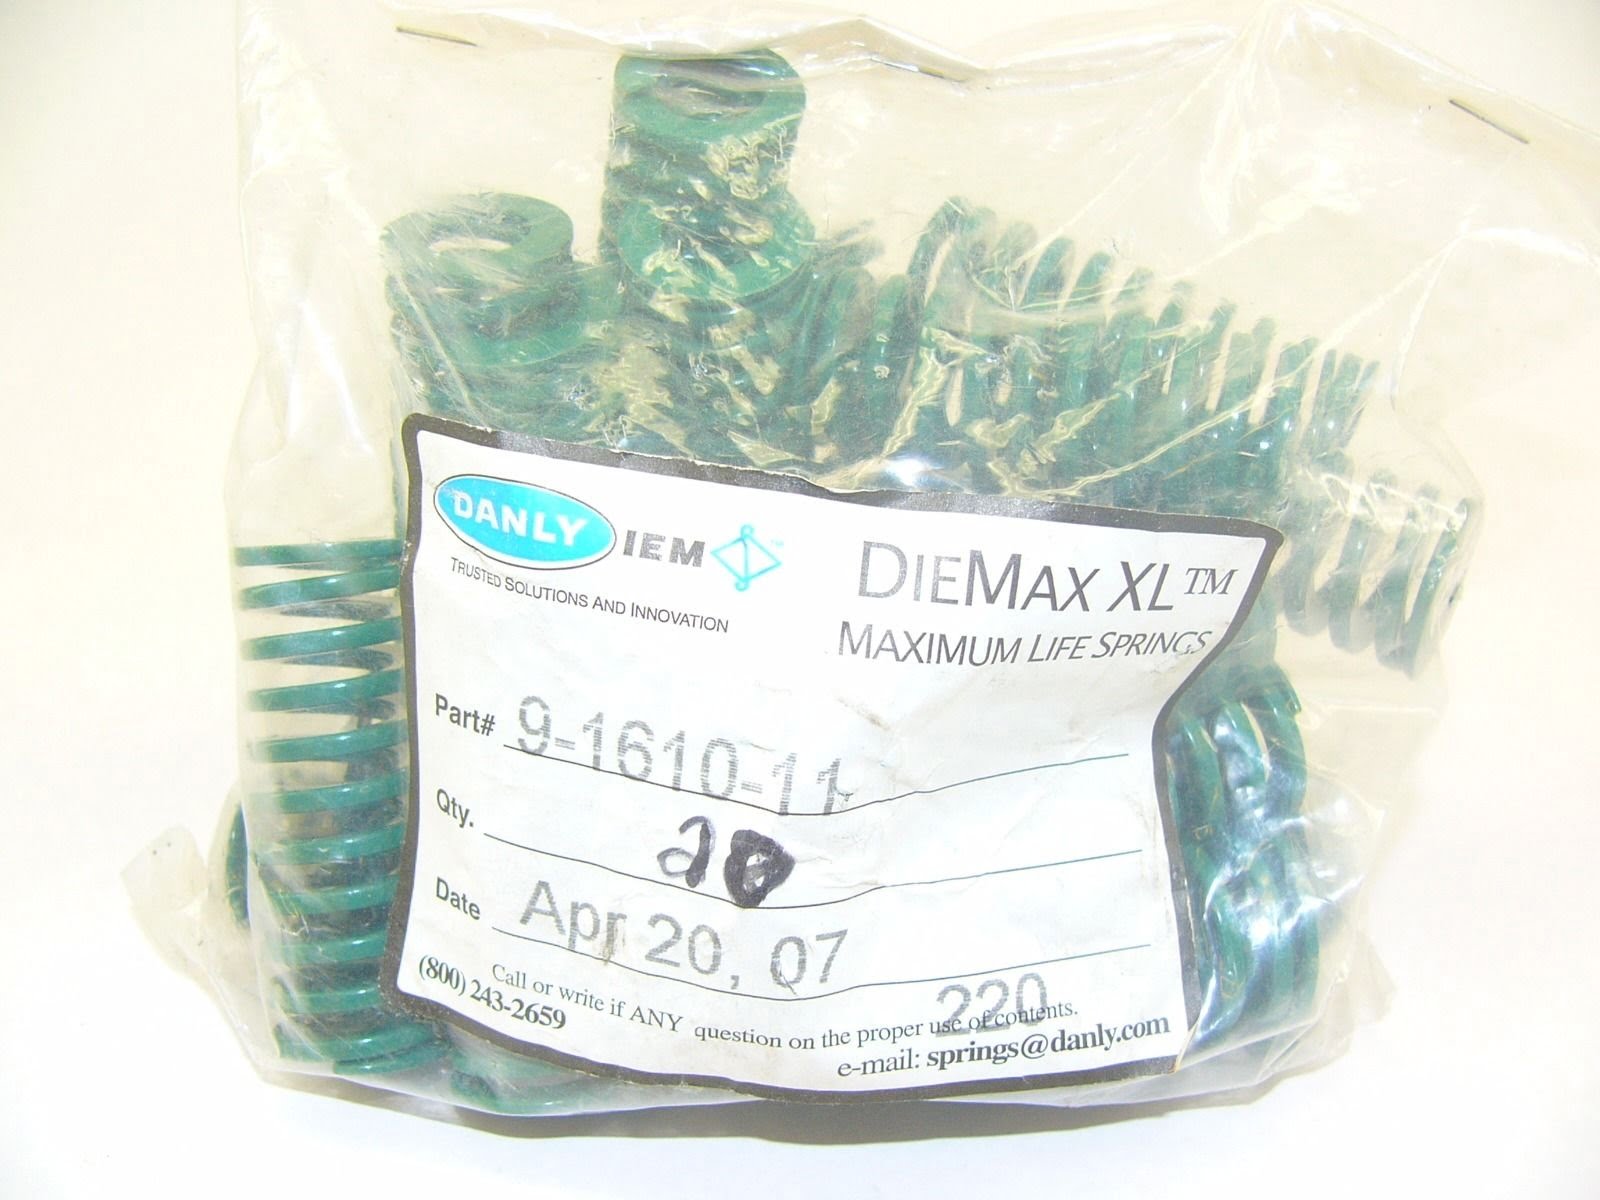 DANLY IEM ™
TRUSTED SOLUTIONS AND INNOVATION
DIEMAX XL™
MAXIMUM LIFE SPRINGS
Part# 9-1610-11
Qty. 20
Date Apr 20, 07
220
Call or write if ANY question on the proper use of contents.
(800) 243-2659
e-mail: springs@danly.com